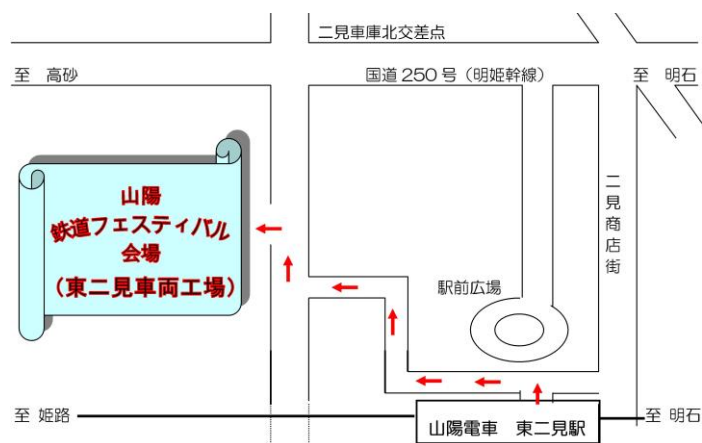 二見車庫北交差点
至 高砂
国道250号（明姫幹線）
至 明石
山陽
鉄道フェスティバル
会場
（東二見車両工場）
二見商店街
駅前広場
至 姫路
山陽電車 東二見駅
至 明石